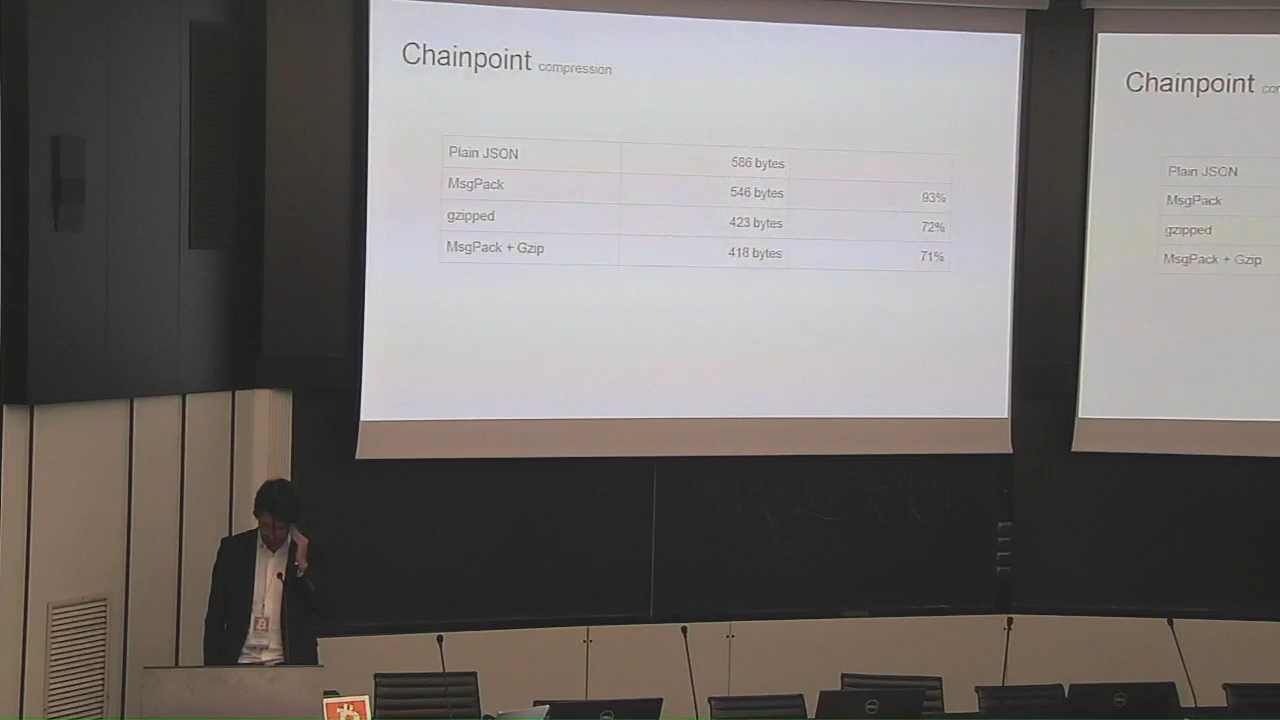 Chainpoint compression
Plain JSON 586 bytes
MsgPack 546 bytes 93%
gzipped 423 bytes 72%
MsgPack + Gzip 418 bytes 71%
Chainpoint
Plain JSON
MsgPack
gzipped
MsgPack + Gzip